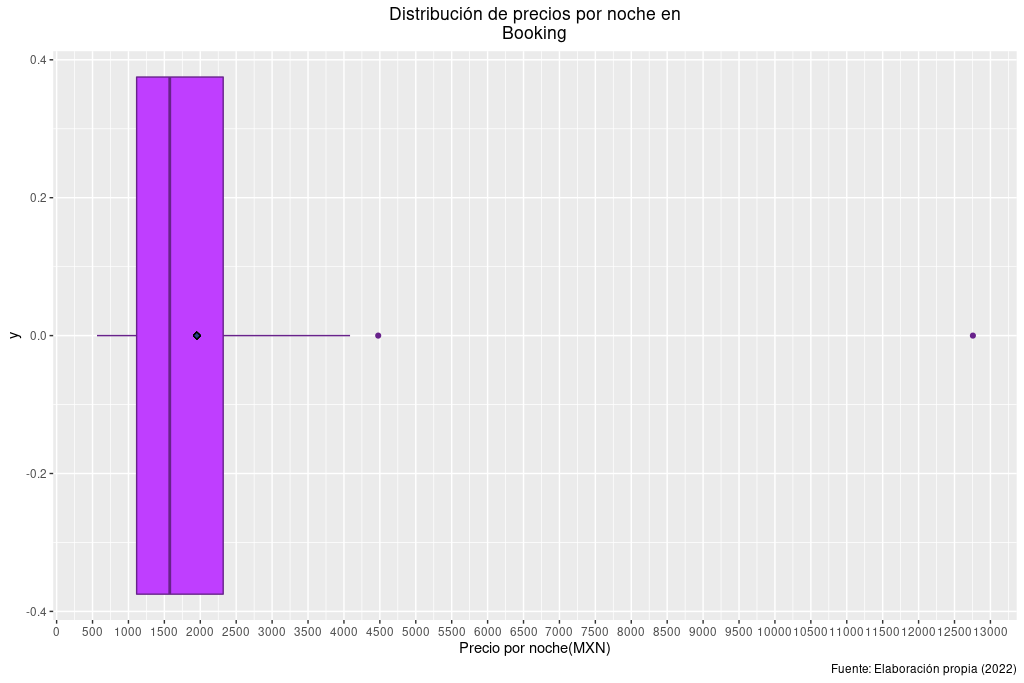 Distribución de precios por noche en
Booking
0.4
0.2
0.0
-0.2
-0.4
y
0 500 1000 1500 2000 2500 3000 3500 4000 4500 5000 5500 6000 6500 7000 7500 8000 8500 9000 9500 10000 10500 11000 11500 12000 12500 13000
Precio por noche(MXN)
Fuente: Elaboración propia (2022)